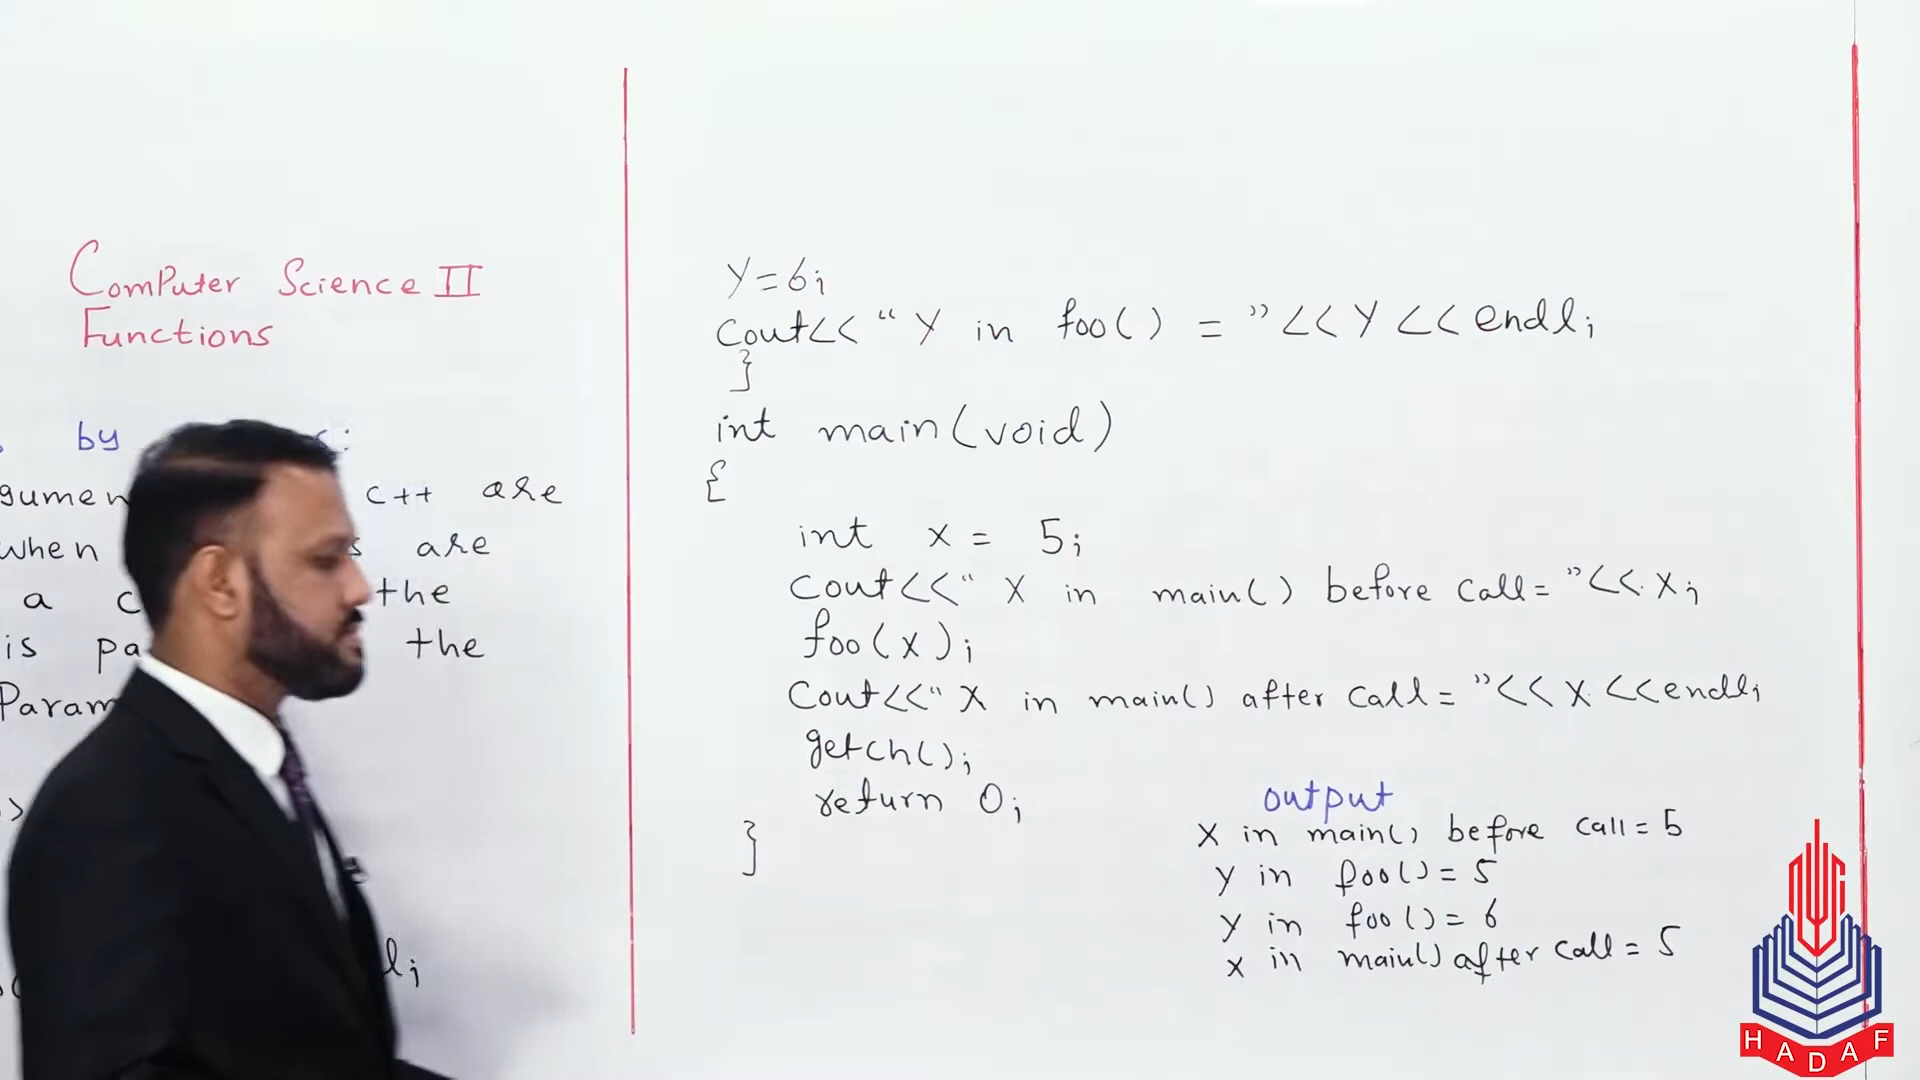 Computer Science II
Functions
by
c++ are
when are
a the
is the
l;
Y=6;
Cout<< “ Y in foo() = ”<< Y << endl;
}
int main(void)
{
int x = 5;
Cout<<“ X in main() before Call= ”<< x;
foo(x);
Cout<<“ X in main() after Call= ”<< x <<endl;
getch();
return 0;
}
output
X in main() before Call= 5
y in foo()= 5
y in foo()= 6
x in main() after Call = 5
HADAF